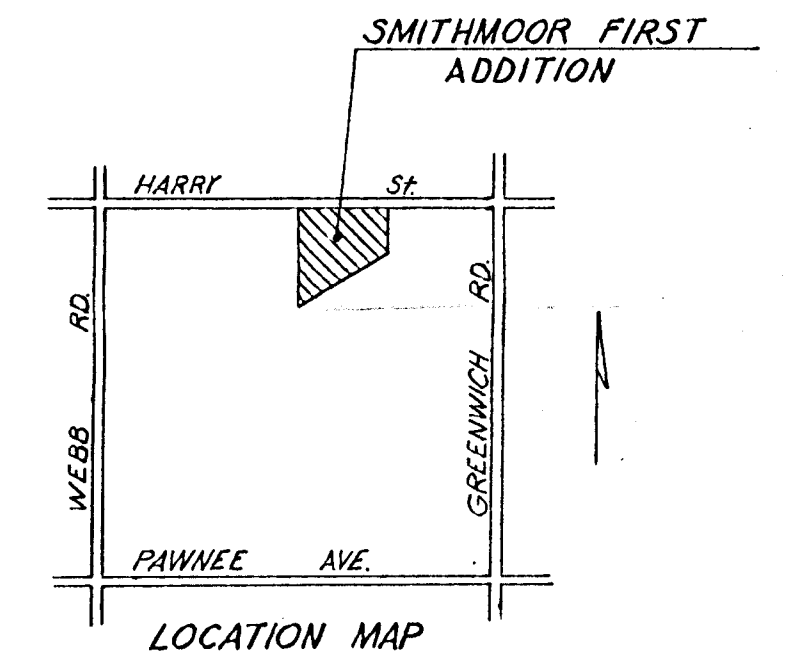 SMITHMOOR FIRST
ADDITION
HARRY St.
WEBB RD.
GREENWICH RD.
PAWNEE AVE.
LOCATION MAP